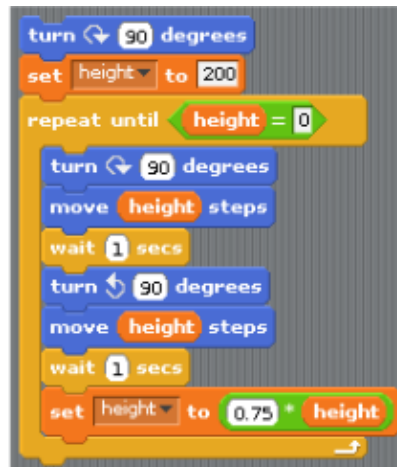 turn 90 degrees
set height to 200
repeat until height = 0
turn 90 degrees
move height steps
wait 1 secs
turn 90 degrees
move height steps
wait 1 secs
set height to 0.75 * height